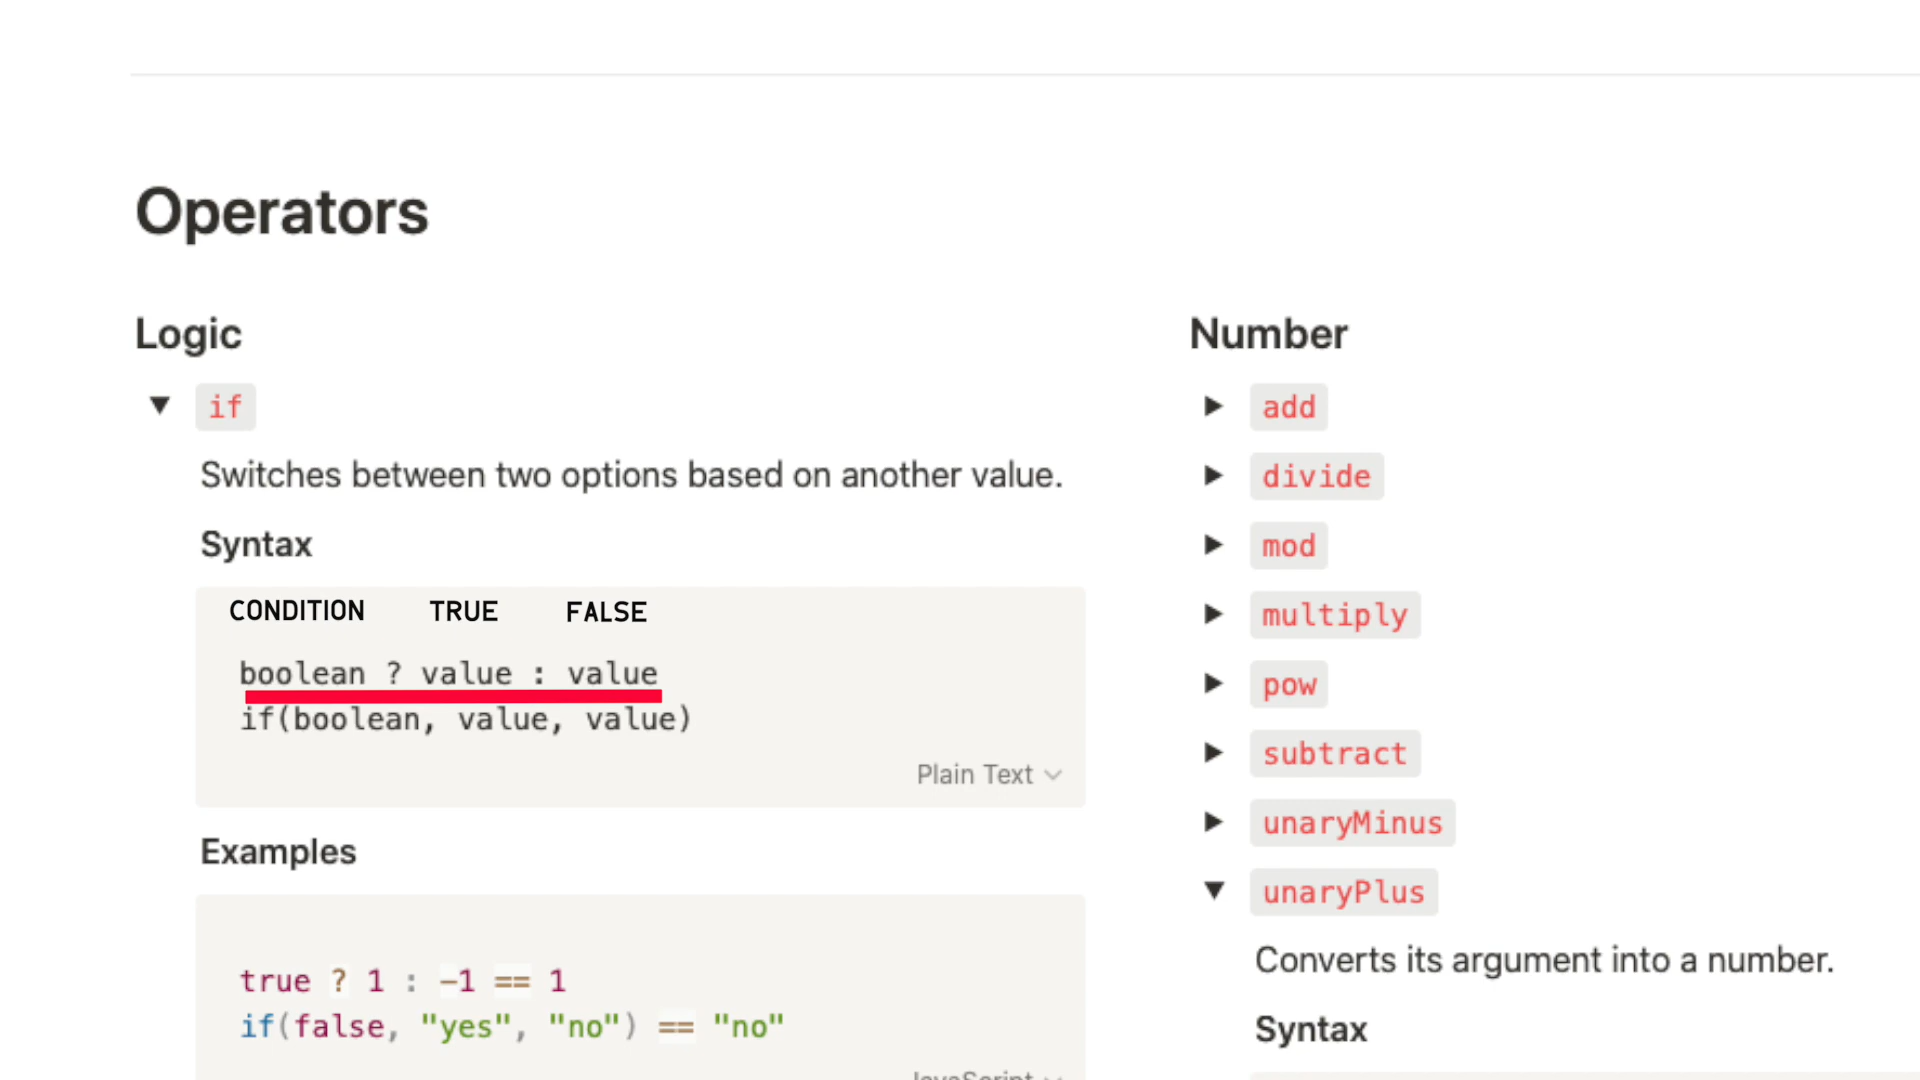 Operators
Logic
if
Switches between two options based on another value.
Syntax
CONDITION TRUE FALSE
boolean ? value : value
if(boolean, value, value)
Plain Text
Examples
true ? 1 : -1 == 1
if(false, "yes", "no") == "no"
JavaScript
Number
add
divide
mod
multiply
pow
subtract
unaryMinus
unaryPlus
Converts its argument into a number.
Syntax